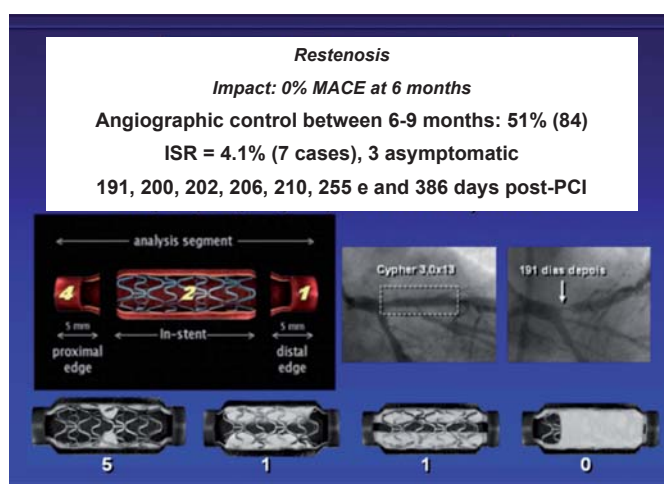 Restenosis
Impact: 0% MACE at 6 months
Angiographic control between 6-9 months: 51% (84)
ISR = 4.1% (7 cases), 3 asymptomatic
191, 200, 202, 206, 210, 255 e and 386 days post-PCI
analysis segment
4
2
1
5 mm
In-stent
5 mm
proximal
edge
distal
edge
Cypher 3,0x13
191 dias depois
5
1
1
0